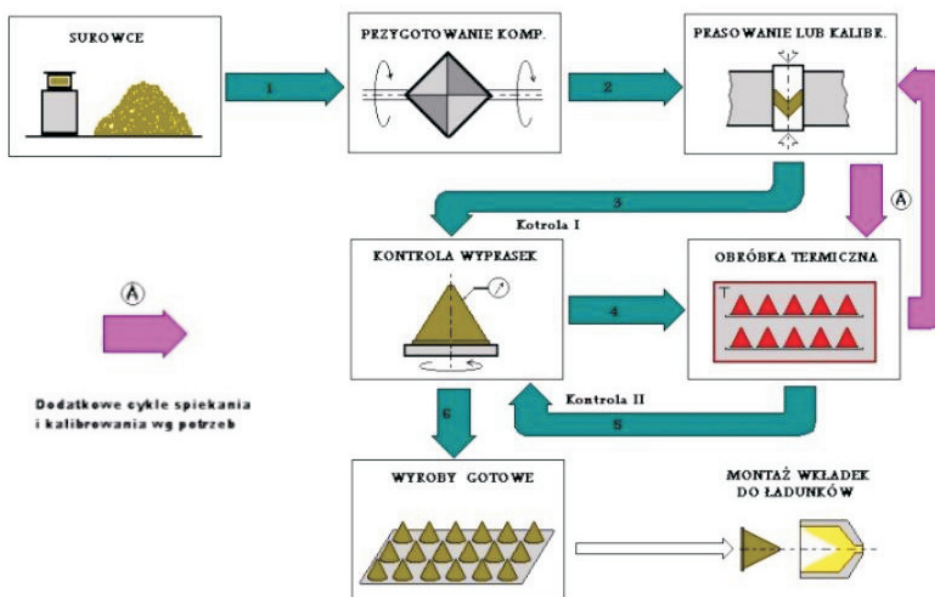 SUROWCE
1
PRZYGOTOWANIE KOMP.
2
PRASOWANIE LUB KALIBR.
3
Kotrola I
A
KONTROLA WYPRASEK
4
OBRÓBKA TERMICZNA
T
A
Dodatkowe cykle spiekania
i kalibrowania wg potrzeb
6
Kontrola II
5
WYROBY GOTOWE
MONTAŻ WKŁADEK
DO ŁADUNKÓW